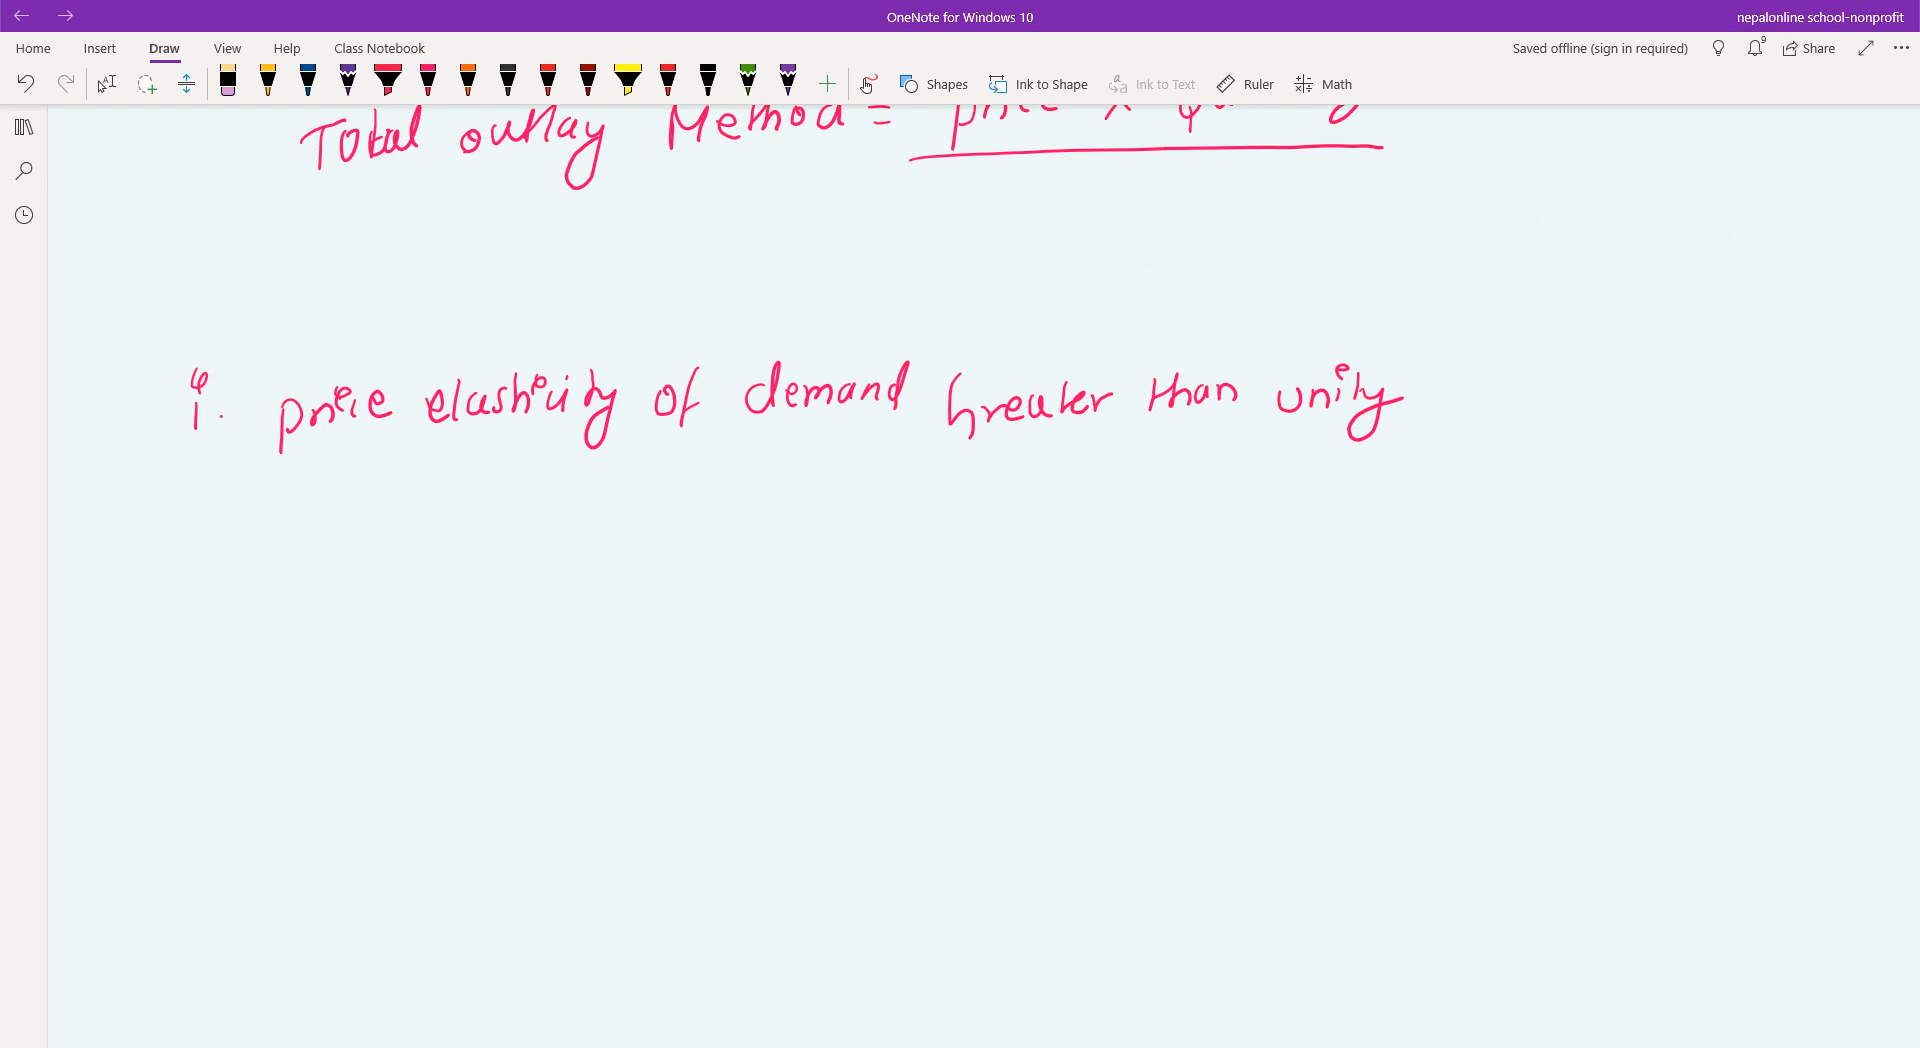 OneNote for Windows 10
nepalonline school-nonprofit
Home Insert Draw View Help Class Notebook
Saved offline (sign in required) 9 Share
Shapes Ink to Shape Ink to Text Ruler Math
Total outlay Method = price x
i. price elasticity of demand Greater than unity